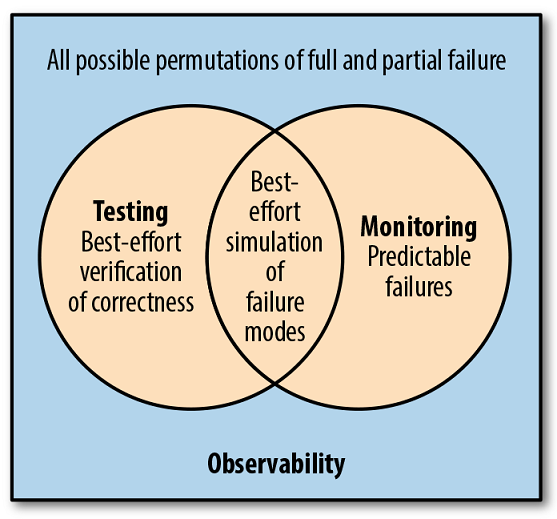 All possible permutations of full and partial failure
Testing
Best-effort
verification
of correctness
Best-
effort
simulation
of
failure
modes
Monitoring
Predictable
failures
Observability